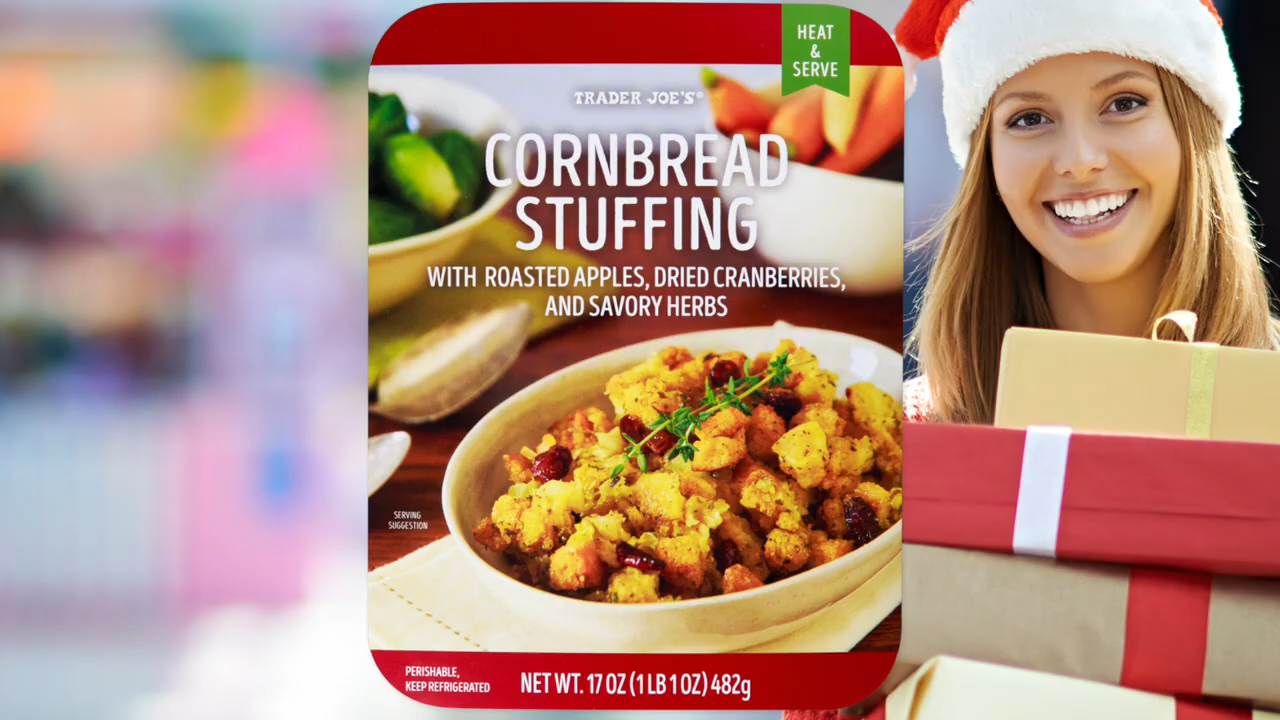 HEAT
&
SERVE
TRADER JOE'S®
CORNBREAD
STUFFING
WITH ROASTED APPLES, DRIED CRANBERRIES,
AND SAVORY HERBS
SERVING
SUGGESTION
PERISHABLE,
KEEP REFRIGERATED
NET WT. 17 OZ (1 LB 1 OZ) 482g